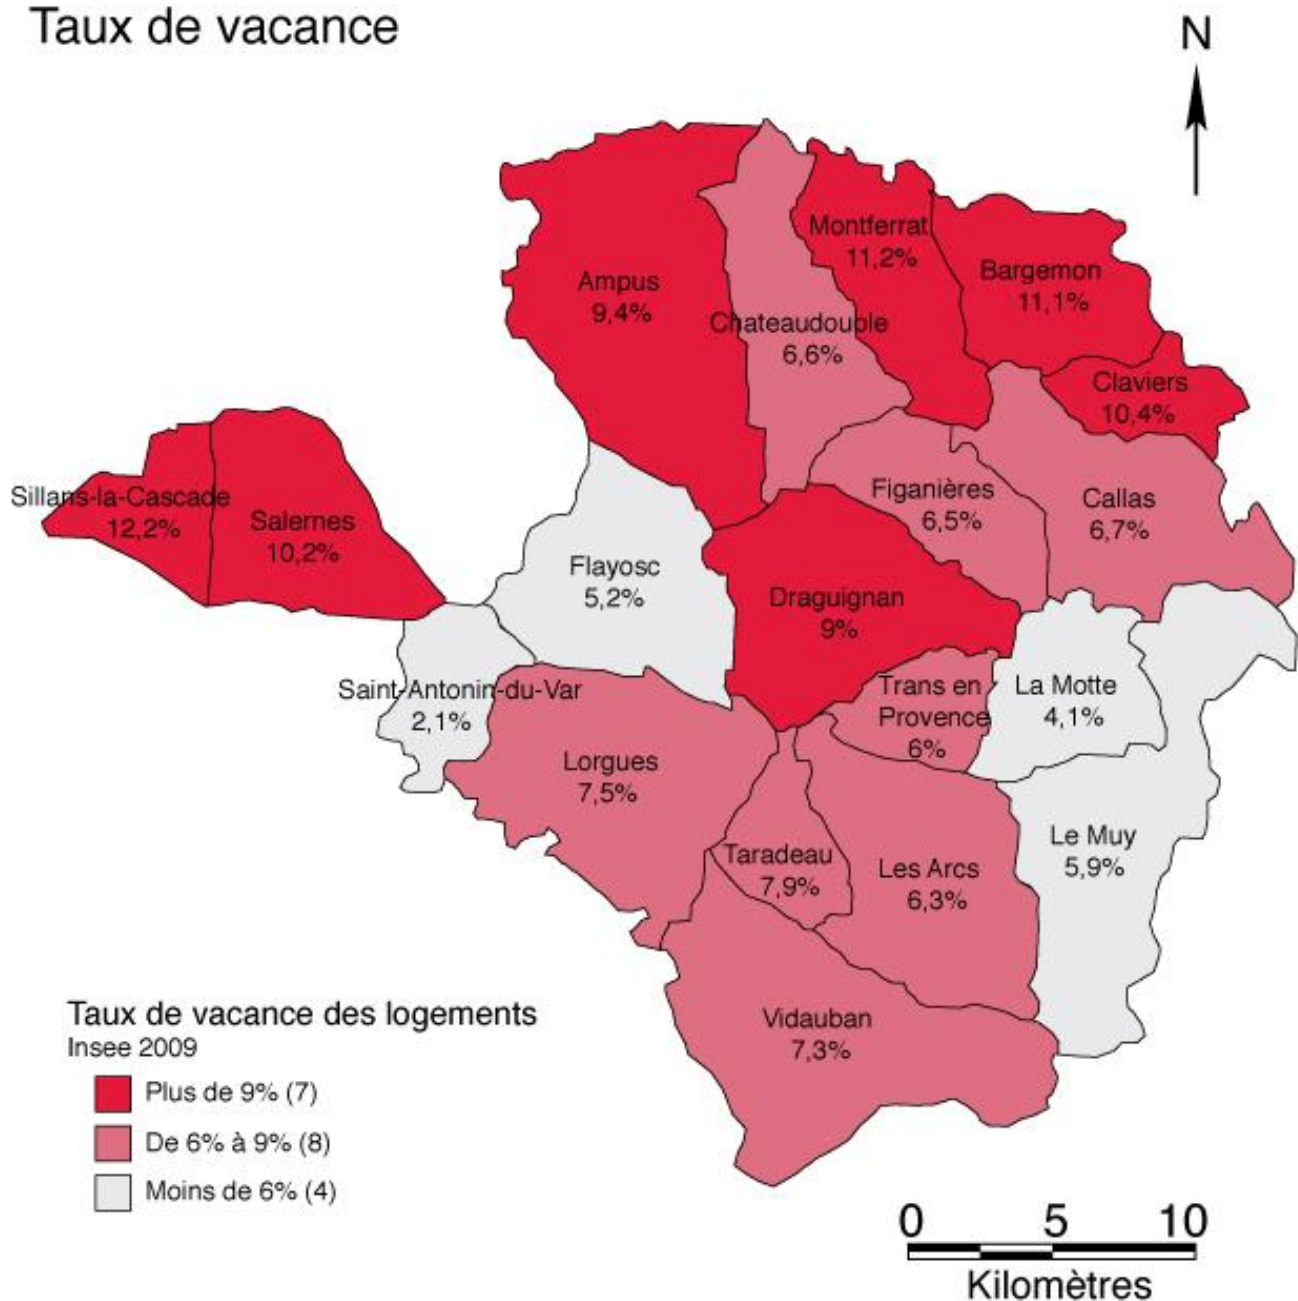 Taux de vacance
N
Montferrat
11,2%
Bargemon
11,1%
Ampus
9,4%
Chateaudouble
6,6%
Claviers
10,4%
Sillans-la-Cascade
12,2%
Salernes
10,2%
Figanières
6,5%
Callas
6,7%
Flayosc
5,2%
Draguignan
9%
Saint-Antonin-du-Var
2,1%
Trans en
Provence
6%
La Motte
4,1%
Lorgues
7,5%
Taradeau
7,9%
Les Arcs
6,3%
Le Muy
5,9%
Vidauban
7,3%
Taux de vacance des logements
Insee 2009
Plus de 9% (7)
De 6% à 9% (8)
Moins de 6% (4)
0 5 10
Kilomètres